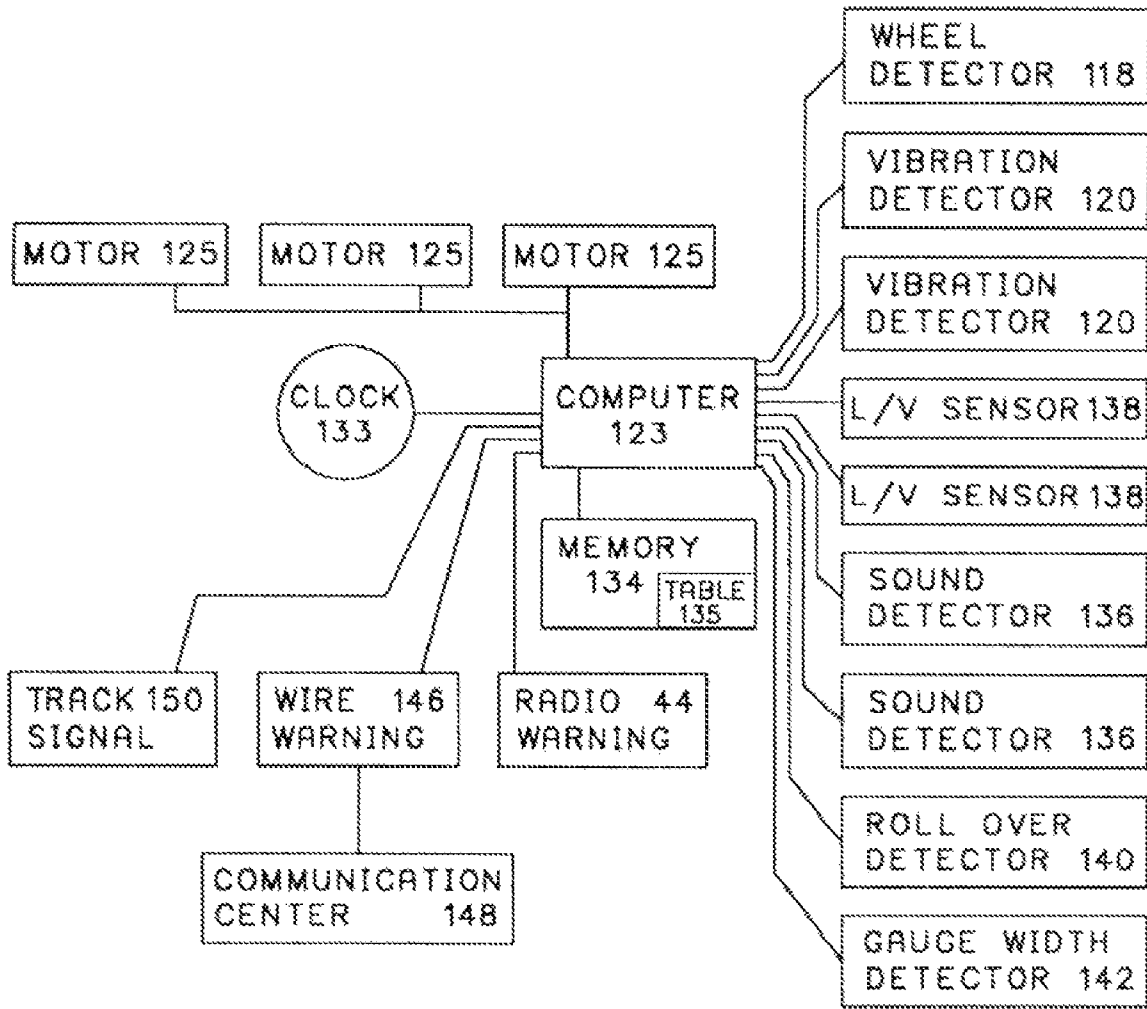 WHEEL
DETECTOR 118
VIBRATION
DETECTOR 120
MOTOR 125
MOTOR 125
MOTOR 125
VIBRATION
DETECTOR 120
CLOCK
133
COMPUTER
123
L/V SENSOR 138
L/V SENSOR 138
MEMORY
134
TABLE
135
SOUND
DETECTOR 136
TRACK 150
SIGNAL
WIRE 146
WARNING
RADIO 44
WARNING
SOUND
DETECTOR 136
ROLL OVER
DETECTOR 140
COMMUNICATION
CENTER 148
GAUGE WIDTH
DETECTOR 142